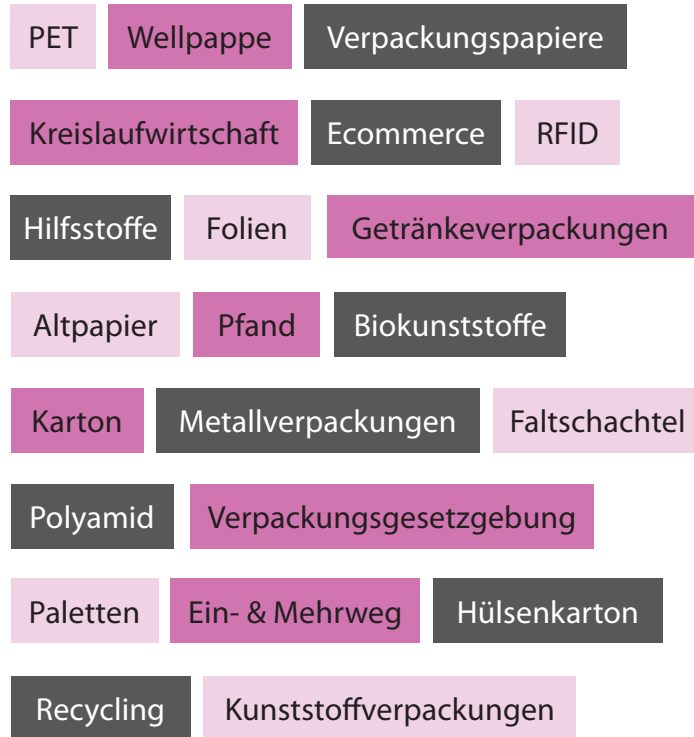 PET Wellpappe Verpackungspapiere
Kreislaufwirtschaft Ecommerce RFID
Hilfsstoffe Folien Getränkeverpackungen
Altpapier Pfand Biokunststoffe
Karton Metallverpackungen Faltschachtel
Polyamid Verpackungsgesetzgebung
Paletten Ein- & Mehrweg Hülsenkarton
Recycling Kunststoffverpackungen